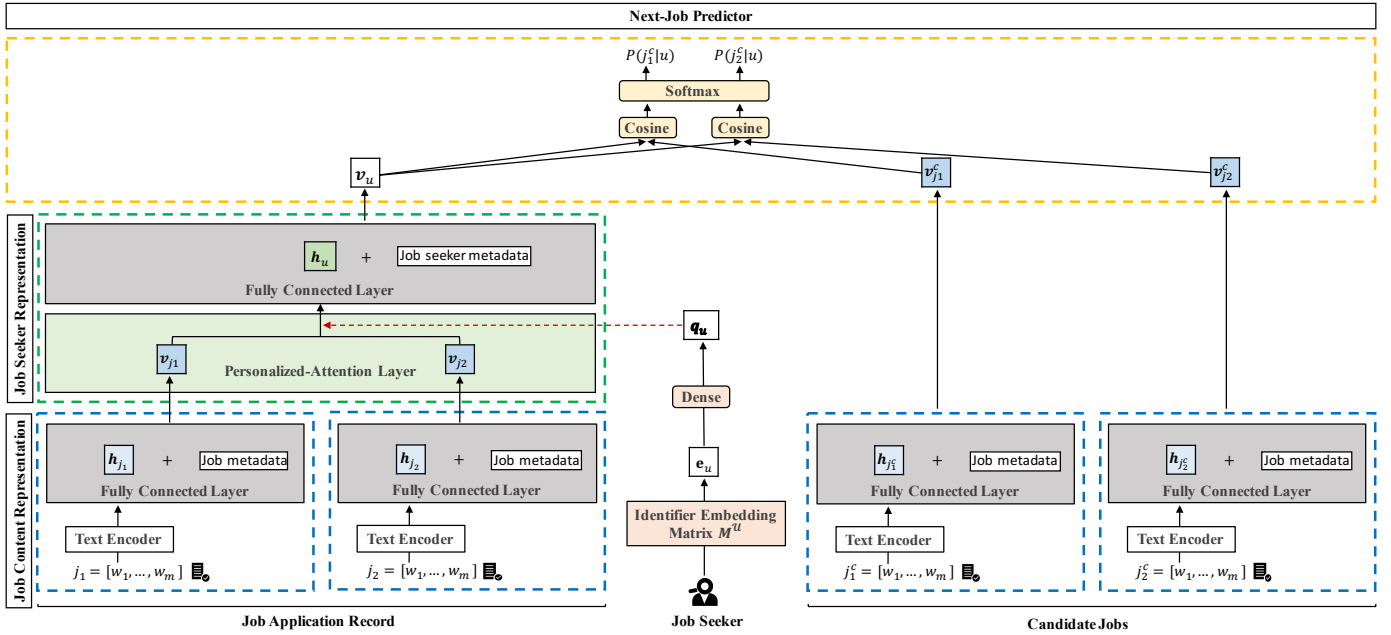 Next-Job Predictor
P(j₁ᶜ|u) P(j₂ᶜ|u)
Softmax
Cosine Cosine
v_u v_{j1}^c v_{j2}^c
Job Seeker Representation
h_u + Job seeker metadata
Fully Connected Layer
q_u
v_{j1} v_{j2}
Personalized-Attention Layer
Dense
Job Content Representation
h_{j_1} + Job metadata h_{j_2} + Job metadata e_u h_{j_1^c} + Job metadata h_{j_2^c} + Job metadata
Fully Connected Layer Fully Connected Layer Fully Connected Layer Fully Connected Layer
Identifier Embedding
Matrix M^u
Text Encoder Text Encoder Text Encoder Text Encoder
j₁ = [w₁, … , w_m] j₂ = [w₁, … , w_m] j₁ᶜ = [w₁, … , w_m] j₂ᶜ = [w₁, … , w_m]
Job Application Record Job Seeker Candidate Jobs